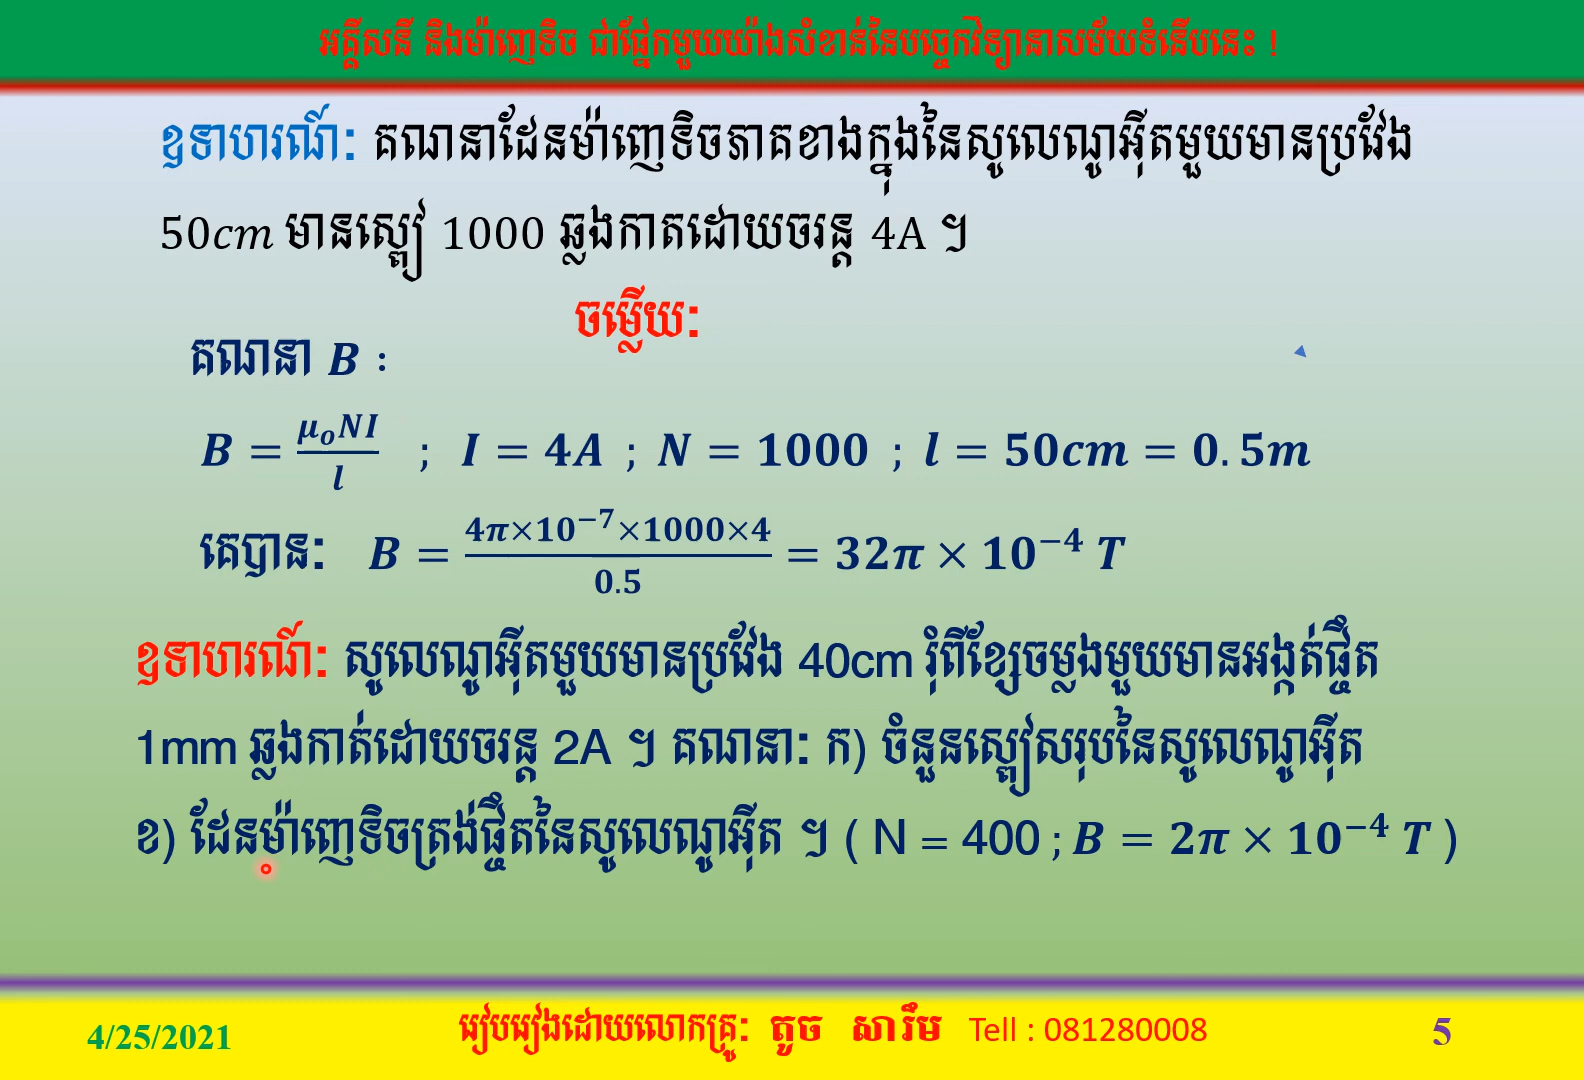 អគ្គិសនី និងម៉ាញេទិច ជាផ្នែកមួយយ៉ាងសំខាន់នៃបច្ចេកវិទ្យានាសម័យទំនើបនេះ !
ឧទាហរណ៍ៈ គណនាដែនម៉ាញេទិចភាគខាងក្នុងនៃសូលេណូអ៊ីតមួយមានប្រវែង
50cm មានស្ពៀ 1000 ឆ្លងកាតដោយចរន្ត 4A ។
ចម្លើយៈ
គណនា B :
B = μ₀NI / l ; I = 4A ; N = 1000 ; l = 50cm = 0.5m
គេបានៈ B = 4π×10⁻⁷×1000×4 / 0.5 = 32π × 10⁻⁴ T
ឧទាហរណ៍ៈ សូលេណូអ៊ីតមួយមានប្រវែង 40cm រុំពីខ្សែចម្លងមួយមានអង្កត់ផ្ចឹត
1mm ឆ្លងកាត់ដោយចរន្ត 2A ។ គណនាៈ ក) ចំនួនស្ពៀសរុបនៃសូលេណូអ៊ីត
ខ) ដែនម៉ាញេទិចត្រង់ផ្ចឹតនៃសូលេណូអ៊ីត ។ ( N = 400 ; B = 2π × 10⁻⁴ T )
4/25/2021 រៀបរៀងដោយលោកគ្រូៈ តូច សារឹម Tell : 081280008 5